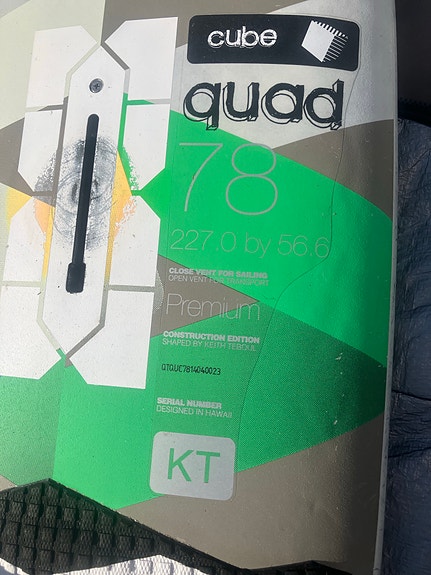 cube
quad
78
227.0 by 56.6
CLOSE VENT FOR SAILING
OPEN VENT FOR TRANSPORT
Premium
CONSTRUCTION EDITION
SHAPED BY KEITH TEBOUL
QTQUC7814040023
SERIAL NUMBER
DESIGNED IN HAWAII
KT